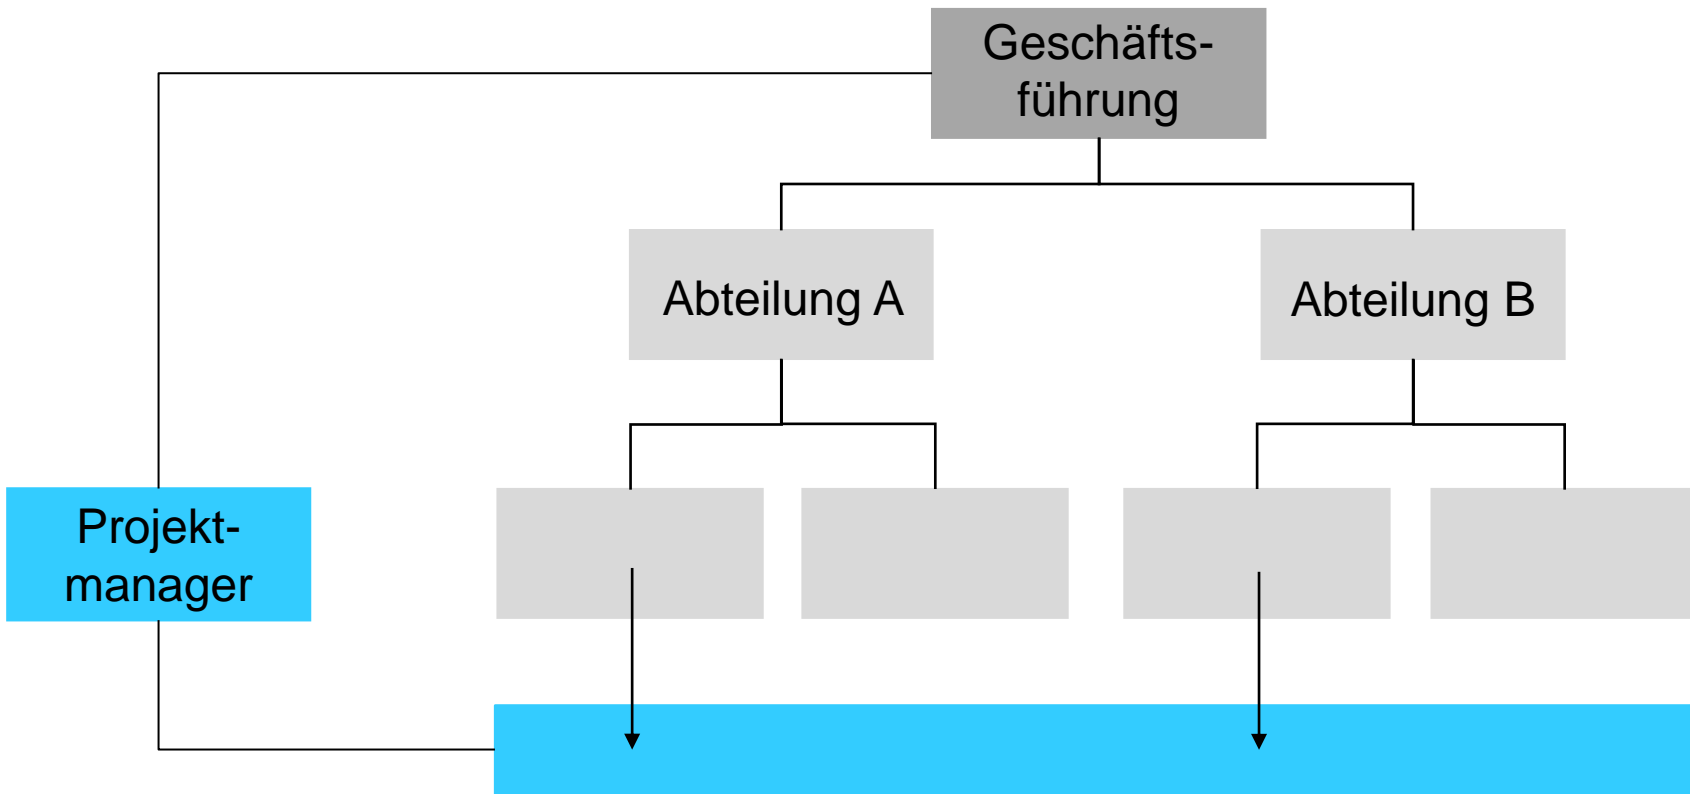 Geschäfts-
führung
Abteilung A
Abteilung B
Projekt-
manager